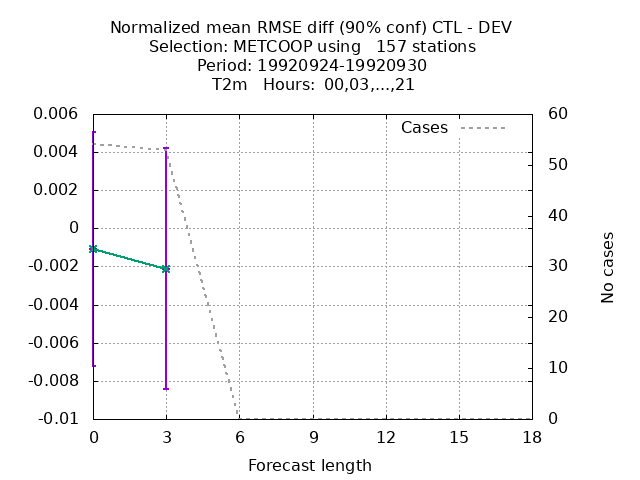 Normalized mean RMSE diff (90% conf) CTL - DEV
Selection: METCOOP using   157 stations
Period: 19920924-19920930
T2m   Hours:  00,03,...,21
0.006
0.004
0.002
0
-0.002
-0.004
-0.006
-0.008
-0.01
Cases
60
50
40
30
20
10
0
No cases
0 3 6 9 12 15 18
Forecast length